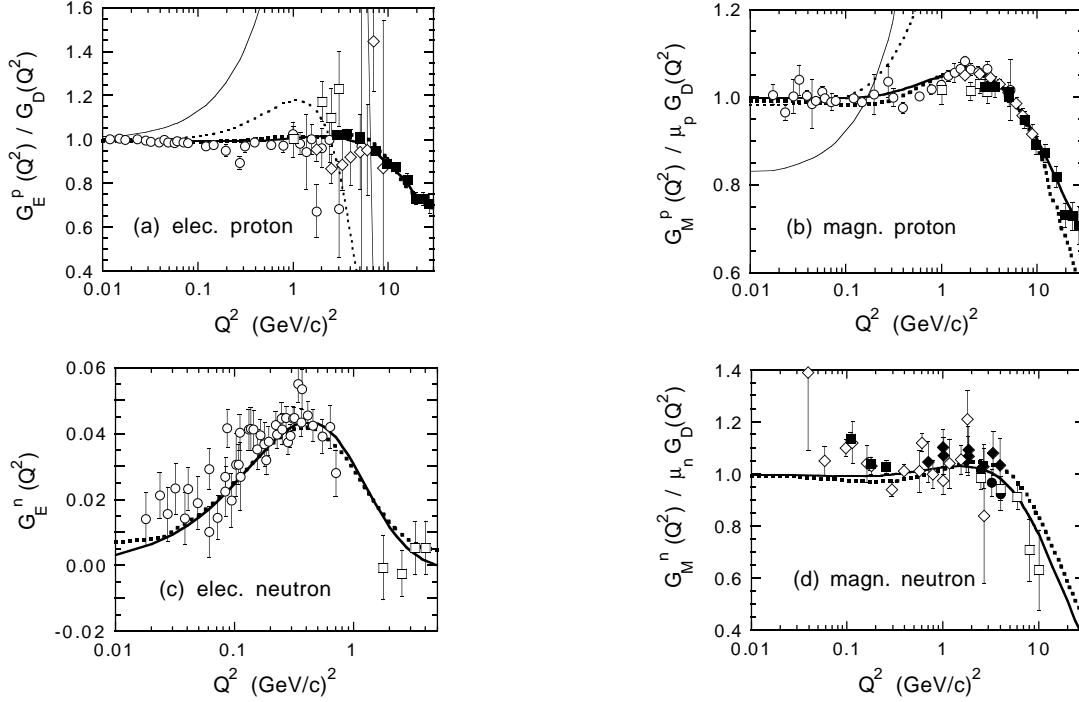 1.6
1.4
1.2
1.0
0.8
0.6
0.4
G_E^p (Q^2) / G_D(Q^2)
(a) elec. proton
0.01 0.1 1 10
Q^2 (GeV/c)^2
1.2
1.0
0.8
0.6
G_M^p (Q^2) / μ_p G_D(Q^2)
(b) magn. proton
0.01 0.1 1 10
Q^2 (GeV/c)^2
0.06
0.04
0.02
0.00
-0.02
G_E^n (Q^2)
(c) elec. neutron
0.01 0.1 1
Q^2 (GeV/c)^2
1.4
1.2
1.0
0.8
0.6
0.4
G_M^n (Q^2) / μ_n G_D(Q^2)
(d) magn. neutron
0.01 0.1 1 10
Q^2 (GeV/c)^2